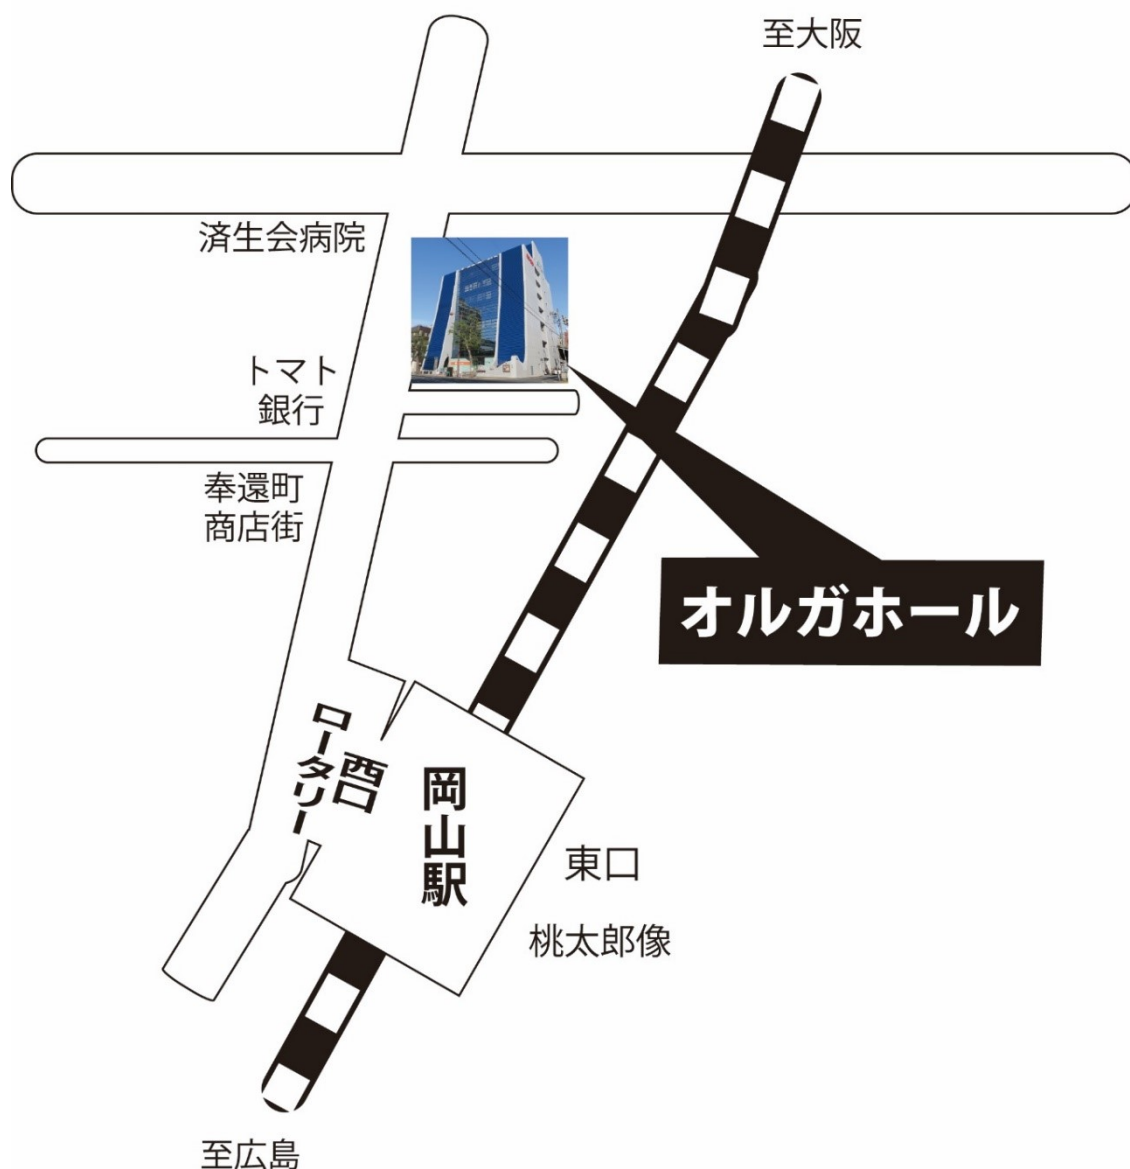 至大阪
済生会病院
トマト
銀行
奉還町
商店街
オルガホール
ロータリー
西口
岡山駅
東口
桃太郎像
至広島